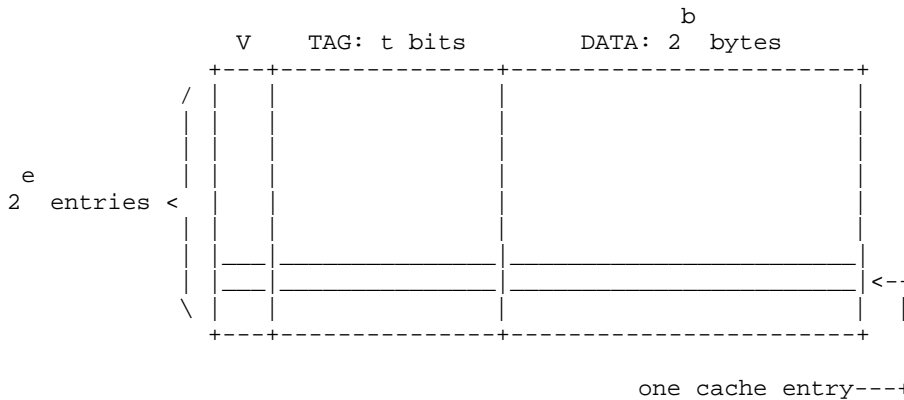 b
V TAG: t bits DATA: 2 bytes
e
2 entries <
one cache entry